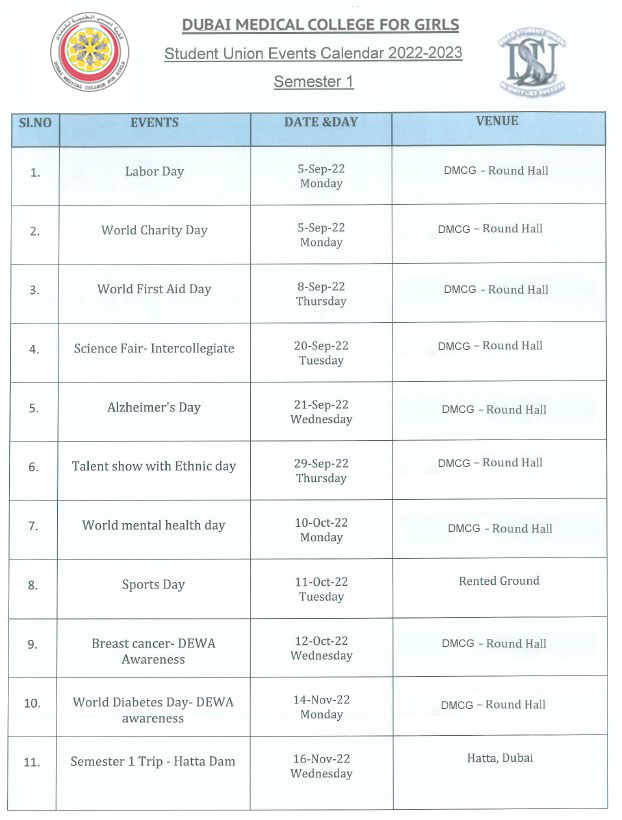 DUBAI MEDICAL COLLEGE FOR GIRLS
Student Union Events Calendar 2022-2023
Semester 1
DUBAI MEDICAL COLLEGE FOR GIRLS
DSU
Sl.NO EVENTS DATE &DAY VENUE
1. Labor Day 5-Sep-22 Monday DMCG – Round Hall
2. World Charity Day 5-Sep-22 Monday DMCG – Round Hall
3. World First Aid Day 8-Sep-22 Thursday DMCG – Round Hall
4. Science Fair- Intercollegiate 20-Sep-22 Tuesday DMCG – Round Hall
5. Alzheimer's Day 21-Sep-22 Wednesday DMCG – Round Hall
6. Talent show with Ethnic day 29-Sep-22 Thursday DMCG – Round Hall
7. World mental health day 10-Oct-22 Monday DMCG – Round Hall
8. Sports Day 11-Oct-22 Tuesday Rented Ground
9. Breast cancer- DEWA Awareness 12-Oct-22 Wednesday DMCG – Round Hall
10. World Diabetes Day- DEWA awareness 14-Nov-22 Monday DMCG – Round Hall
11. Semester 1 Trip - Hatta Dam 16-Nov-22 Wednesday Hatta, Dubai